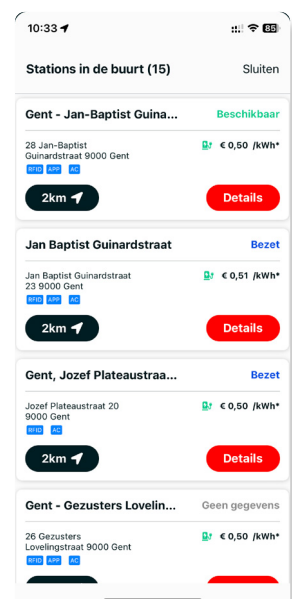 10:33
85
Stations in de buurt (15)
Sluiten
Gent - Jan-Baptist Guina...
Beschikbaar
28 Jan-Baptist
Guinardstraat 9000 Gent
€ 0,50 /kWh*
RFID APP AC
2km
Details
Jan Baptist Guinardstraat
Bezet
Jan Baptist Guinardstraat
23 9000 Gent
€ 0,51 /kWh*
RFID APP AC
2km
Details
Gent, Jozef Plateaustraa...
Bezet
Jozef Plateaustraat 20
9000 Gent
€ 0,50 /kWh*
RFID AC
2km
Details
Gent - Gezusters Lovelin...
Geen gegevens
26 Gezusters
Lovelingstraat 9000 Gent
€ 0,50 /kWh*
RFID APP AC